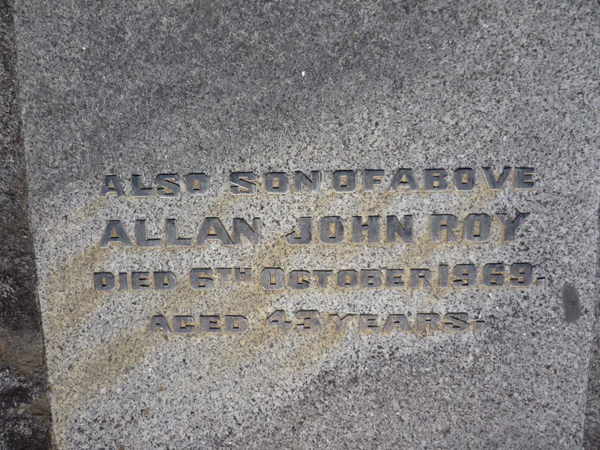 ALSO SON OF ABOVE
ALLAN JOHN ROY
DIED 6TH OCTOBER 1969.
AGED 43 YEARS.